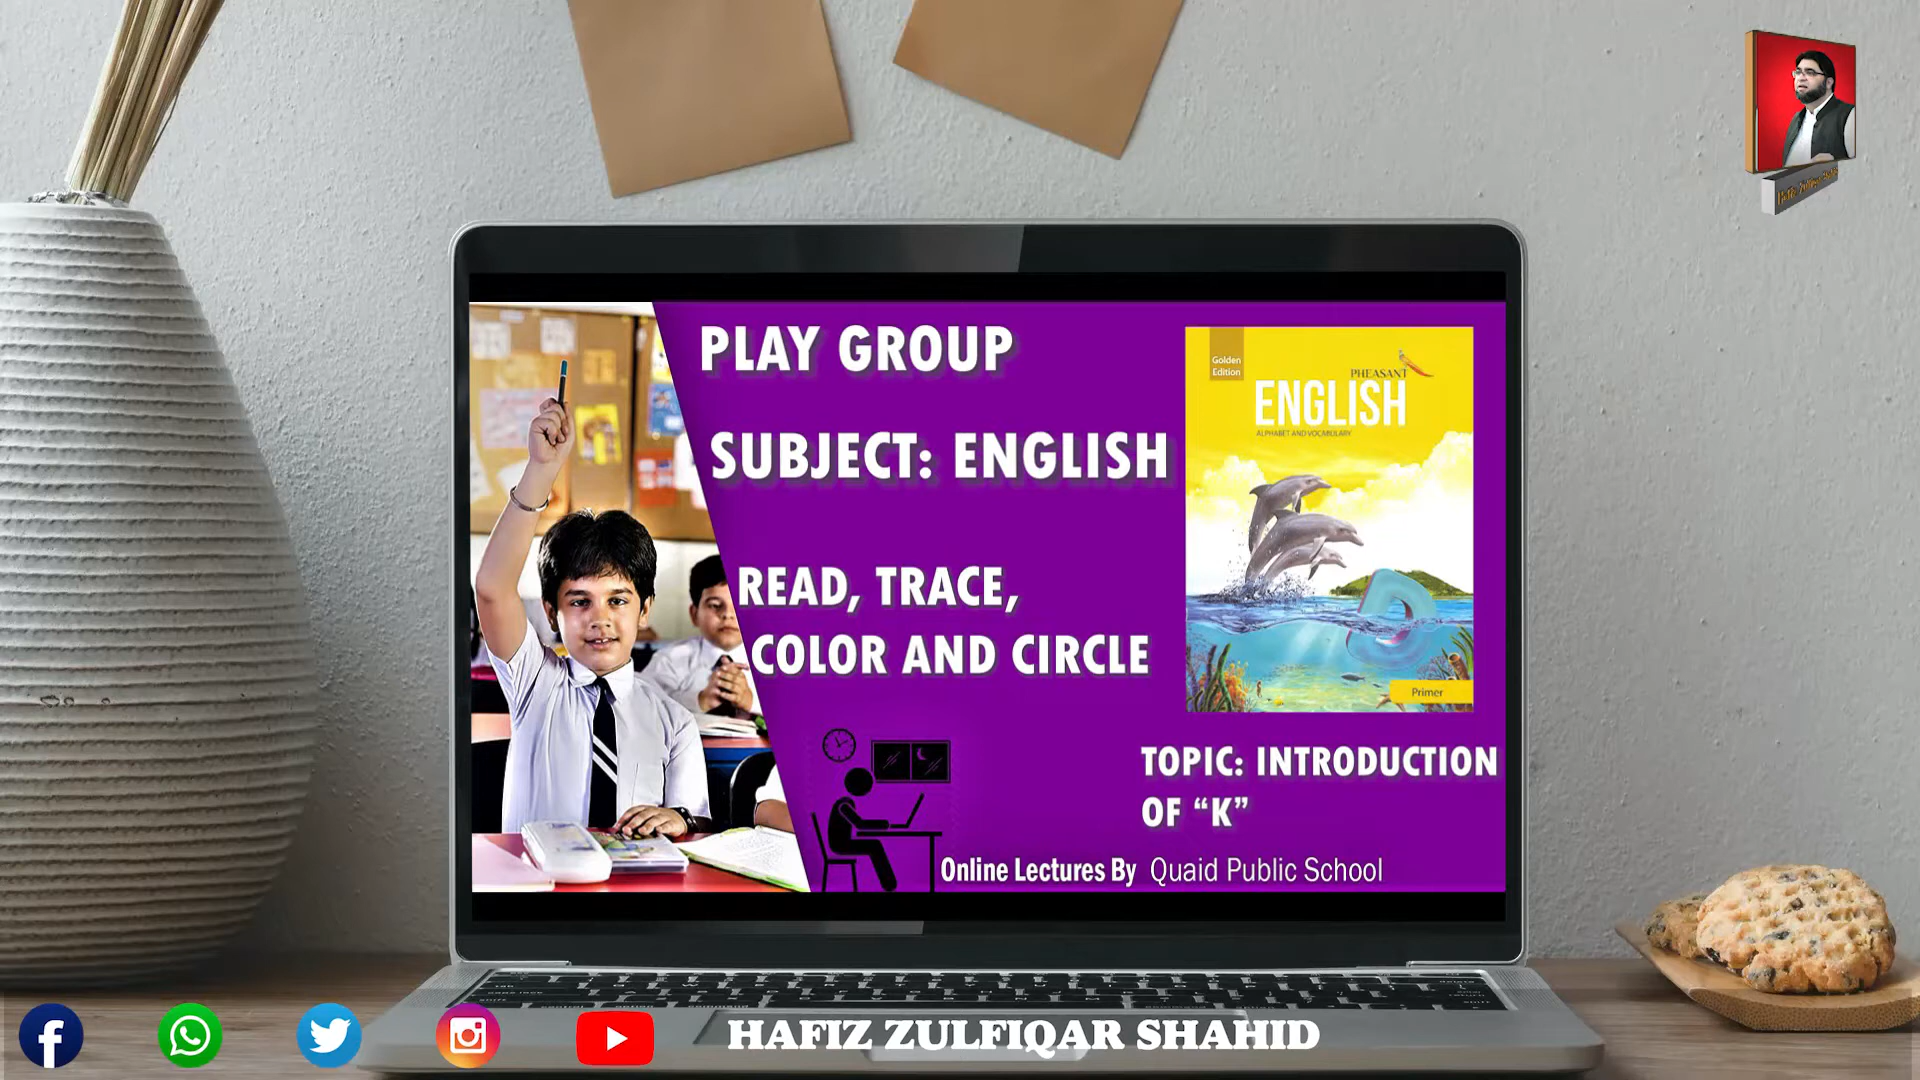 PLAY GROUP
SUBJECT: ENGLISH
READ, TRACE,
COLOR AND CIRCLE
Golden
Edition
PHEASANT
ENGLISH
ALPHABET AND VOCABULARY
Primer
TOPIC: INTRODUCTION
OF “K”
Online Lectures By Quaid Public School
HAFIZ ZULFIQAR SHAHID